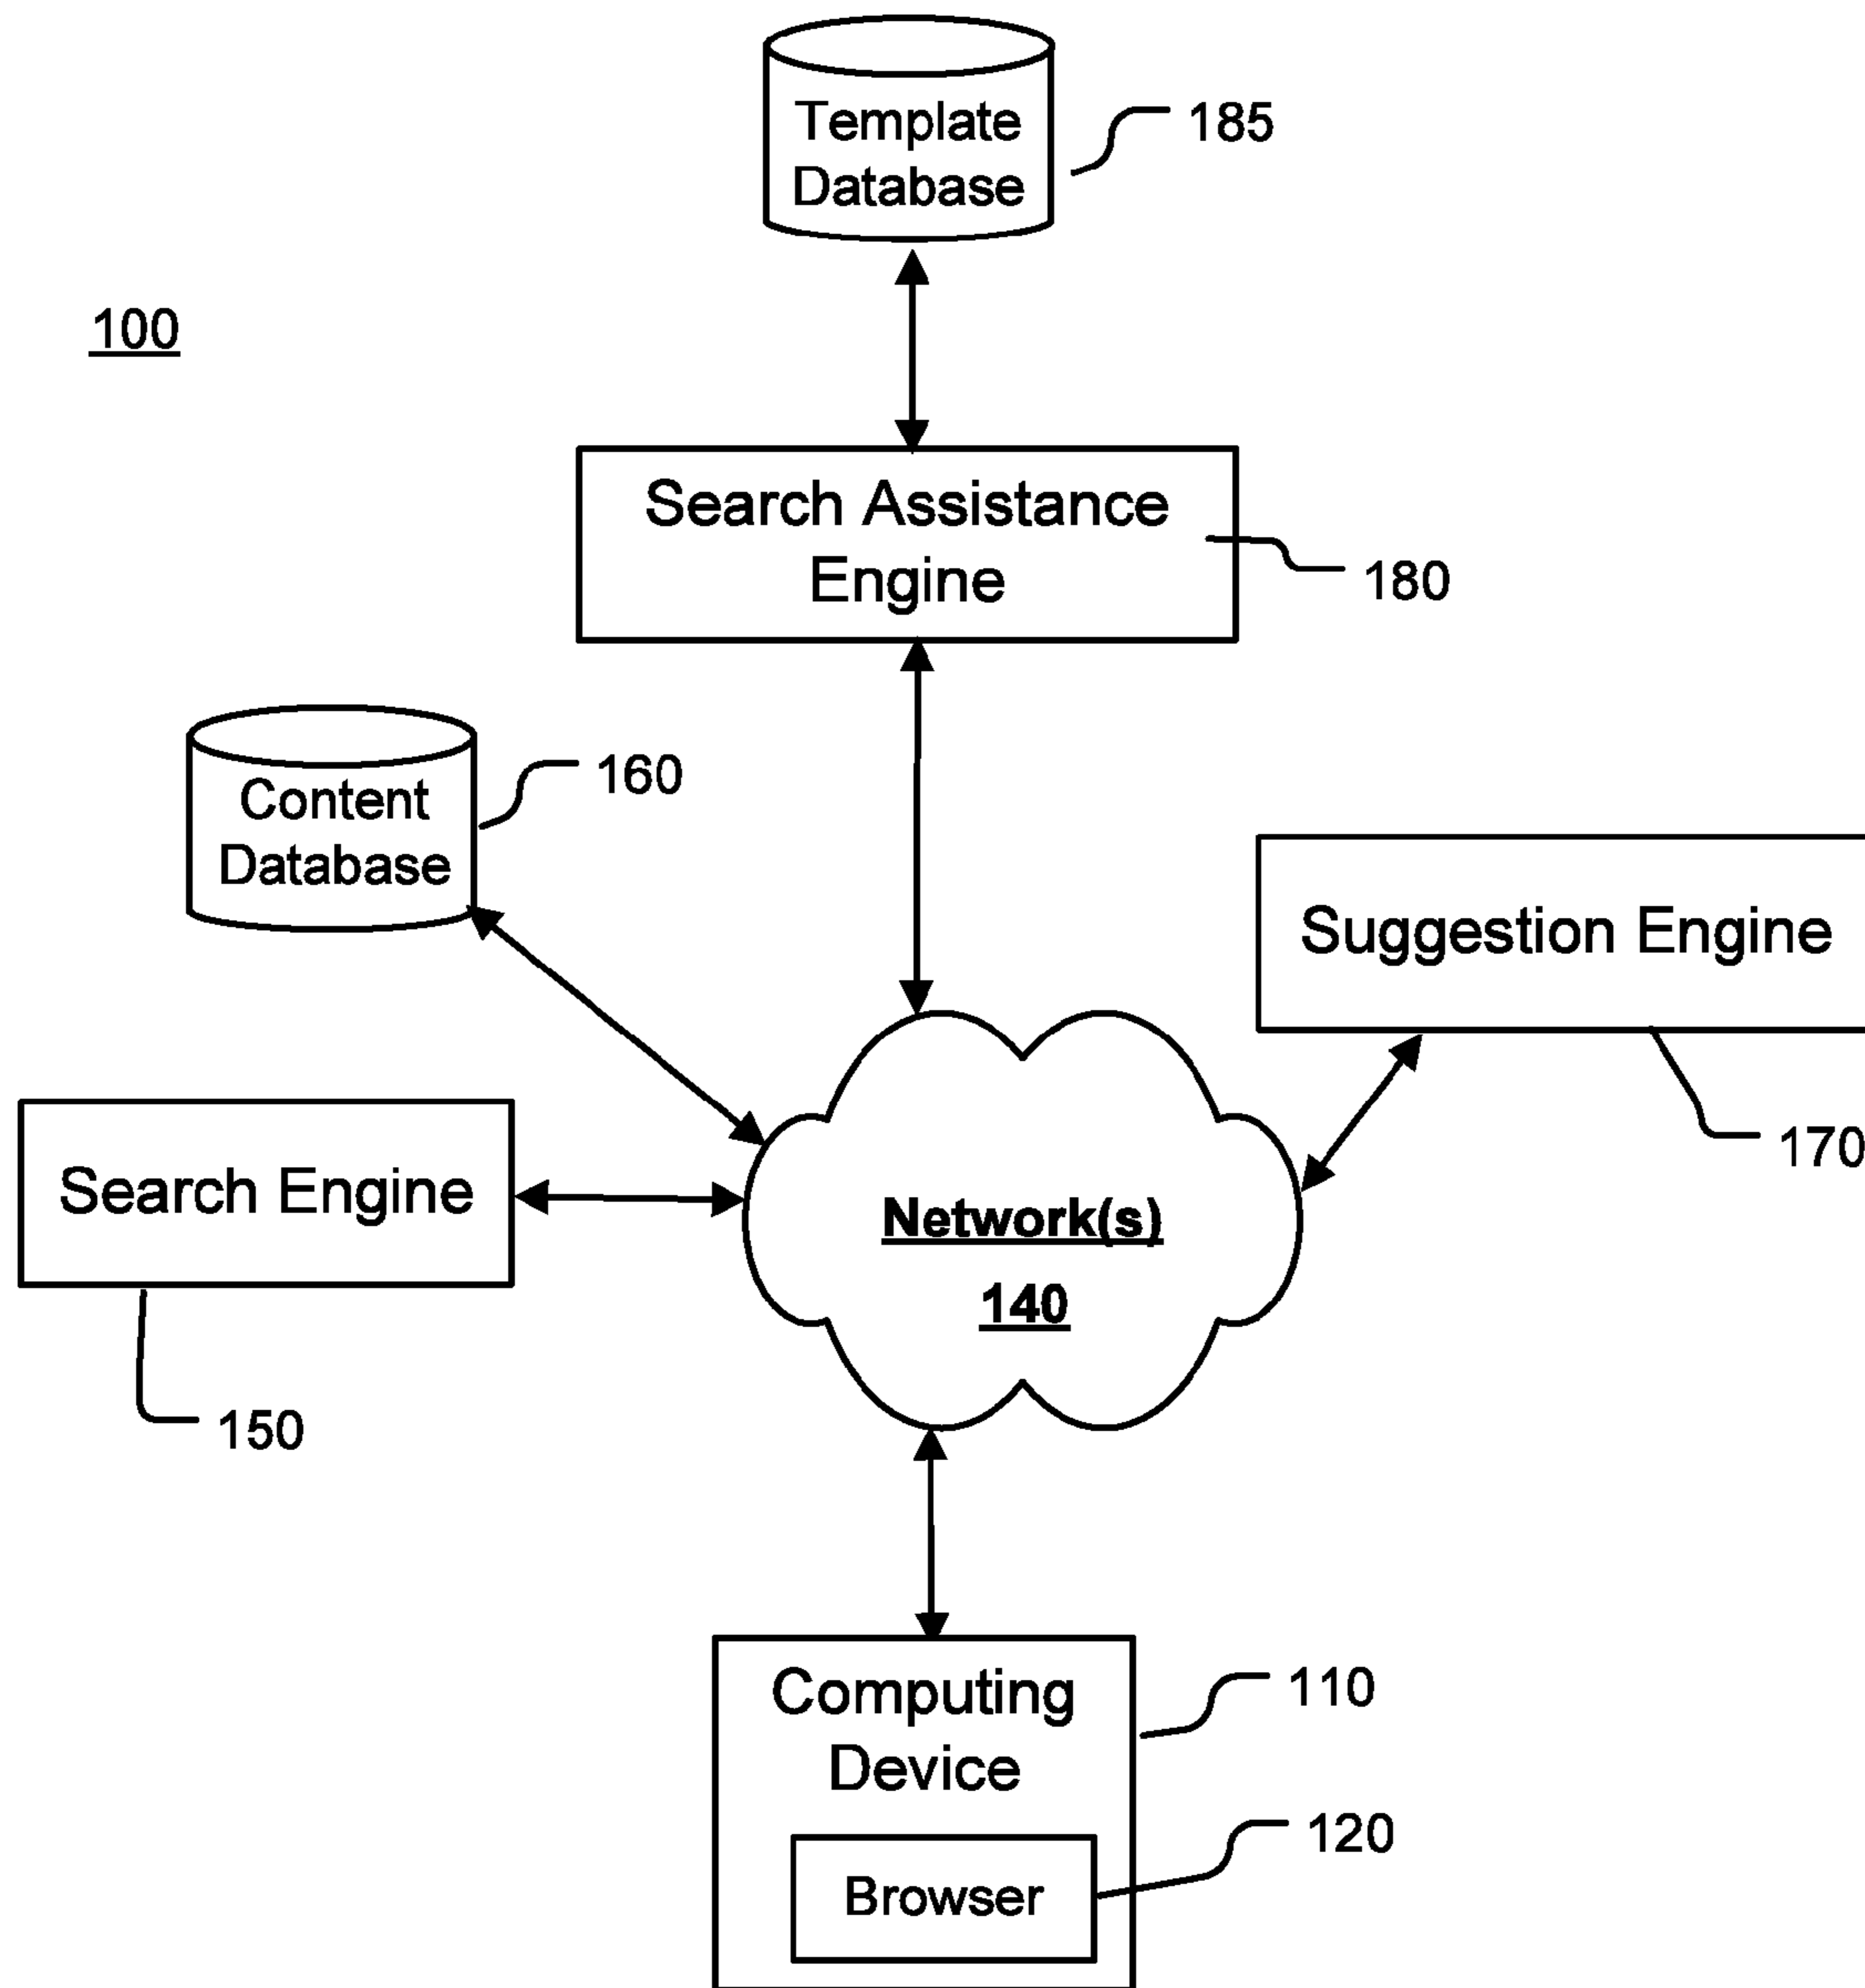 Template
Database
185
100
Search Assistance
Engine
180
Content
Database
160
Suggestion Engine
170
Search Engine
150
Network(s)
140
Computing
Device
110
Browser
120